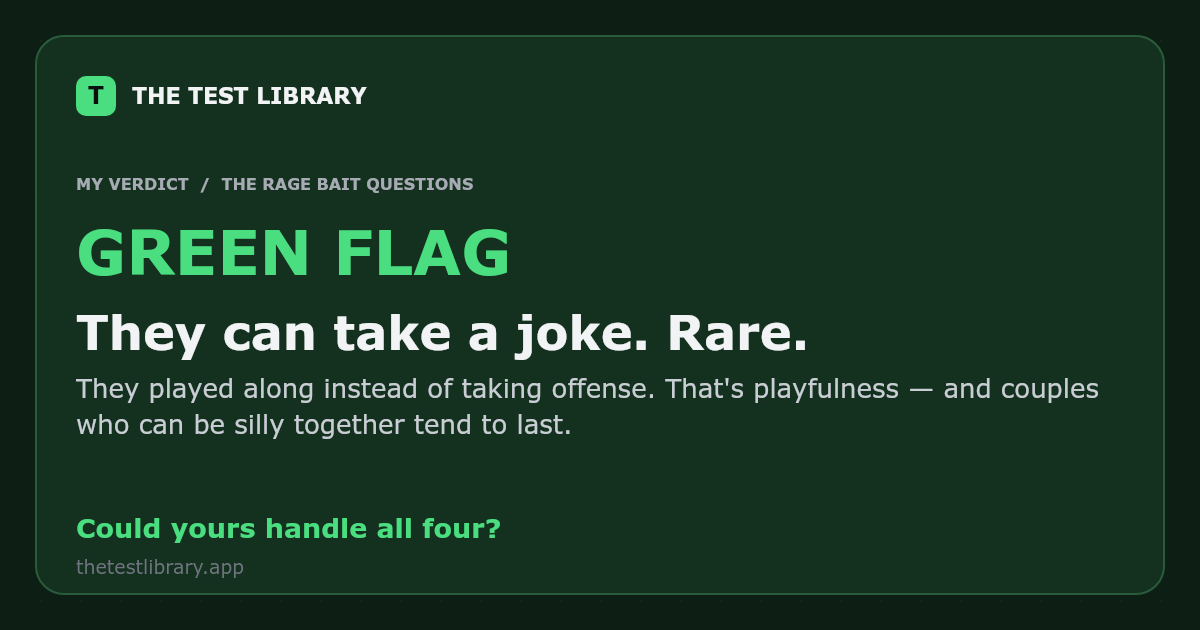 T THE TEST LIBRARY
MY VERDICT / THE RAGE BAIT QUESTIONS
GREEN FLAG
They can take a joke. Rare.
They played along instead of taking offense. That's playfulness — and couples
who can be silly together tend to last.
Could yours handle all four?
thetestlibrary.app